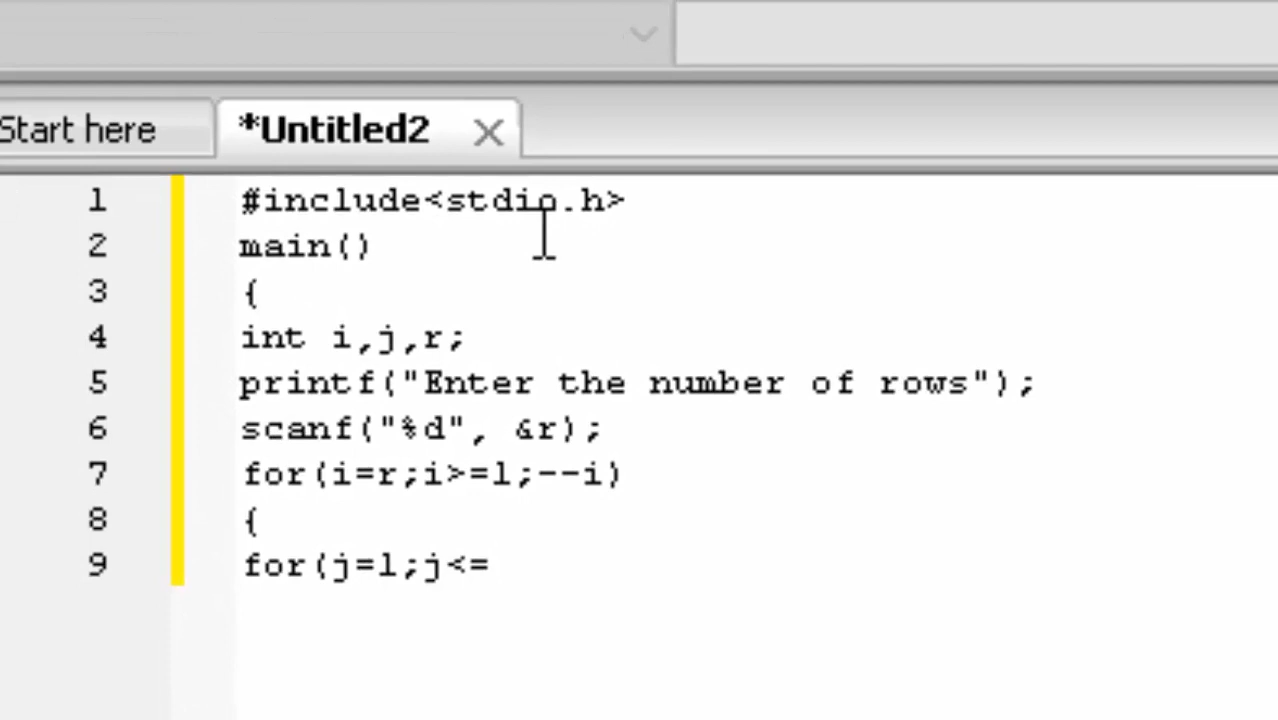 Start here
*Untitled2
1 #include<stdio.h>
2 main()
3 {
4 int i,j,r;
5 printf("Enter the number of rows");
6 scanf("%d", &r);
7 for(i=r;i>=1;--i)
8 {
9 for(j=1;j<=